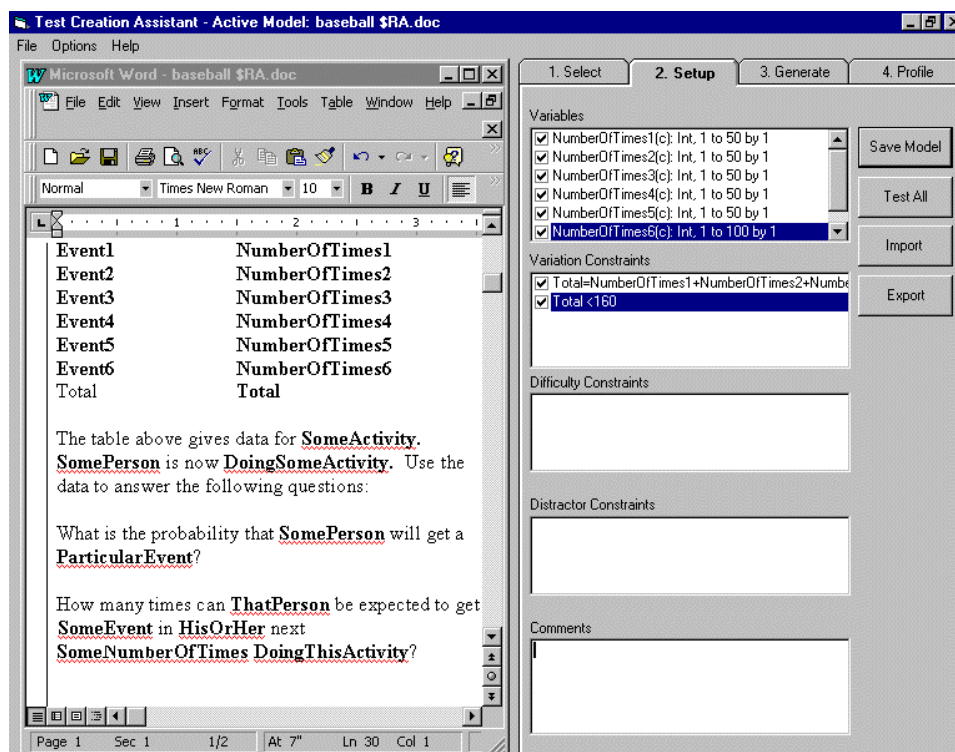 Test Creation Assistant - Active Model: baseball $RA.doc
File Options Help
Microsoft Word - baseball $RA.doc
File Edit View Insert Format Tools Table Window Help
Normal Times New Roman 10 B I U
1 2 3
Event1 NumberOfTimes1
Event2 NumberOfTimes2
Event3 NumberOfTimes3
Event4 NumberOfTimes4
Event5 NumberOfTimes5
Event6 NumberOfTimes6
Total Total
The table above gives data for SomeActivity.
SomePerson is now DoingSomeActivity. Use the
data to answer the following questions:
What is the probability that SomePerson will get a
ParticularEvent?
How many times can ThatPerson be expected to get
SomeEvent in HisOrHer next
SomeNumberOfTimes DoingThisActivity?
Page 1 Sec 1 1/2 At 7" Ln 30 Col 1
1. Select 2. Setup 3. Generate 4. Profile
Variables
NumberOfTimes1(c): Int, 1 to 50 by 1
NumberOfTimes2(c): Int, 1 to 50 by 1
NumberOfTimes3(c): Int, 1 to 50 by 1
NumberOfTimes4(c): Int, 1 to 50 by 1
NumberOfTimes5(c): Int, 1 to 50 by 1
NumberOfTimes6(c): Int, 1 to 100 by 1
Variation Constraints
Total=NumberOfTimes1+NumberOfTimes2+Numbe
Total <160
Difficulty Constraints
Distractor Constraints
Comments
Save Model
Test All
Import
Export